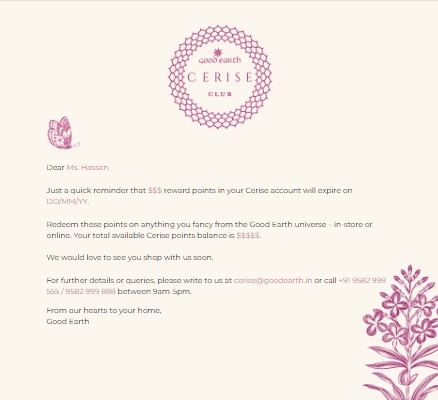 good earth
CERISE
CLUB
Dear Ms. Hassan,
Just a quick reminder that $$$ reward points in your Cerise account will expire on
DD/MM/YY.
Redeem these points on anything you fancy from the Good Earth universe – in-store or
online. Your total available Cerise points balance is $$$$$.
We would love to see you shop with us soon.
For further details or queries, please write to us at cerise@goodearth.in or call +91 9582 999
555 / 9582 999 888 between 9am-5pm.
From our hearts to your home,
Good Earth